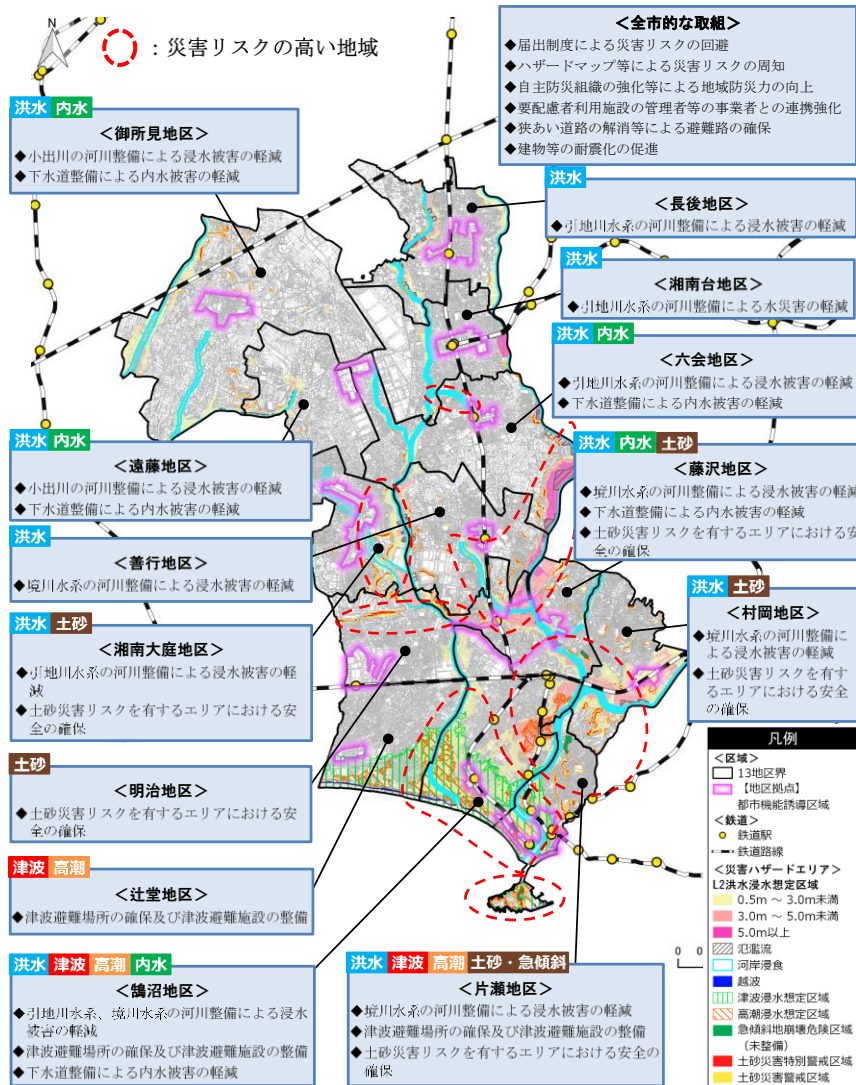 N
：災害リスクの高い地域
＜全市的な取組＞
◆届出制度による災害リスクの回避
◆ハザードマップ等による災害リスクの周知
◆自主防災組織の強化等による地域防災力の向上
◆要配慮者利用施設の管理者等の事業者との連携強化
◆狭あい道路の解消等による避難路の確保
◆建物等の耐震化の促進
洪水 内水
＜御所見地区＞
◆小出川の河川整備による浸水被害の軽減
◆下水道整備による内水被害の軽減
洪水
＜長後地区＞
◆引地川水系の河川整備による浸水被害の軽減
洪水
＜湘南台地区＞
◆引地川水系の河川整備による水災害の軽減
洪水 内水
＜六会地区＞
◆引地川水系の河川整備による浸水被害の軽減
◆下水道整備による内水被害の軽減
洪水 内水
＜遠藤地区＞
◆小出川の河川整備による浸水被害の軽減
◆下水道整備による内水被害の軽減
洪水 内水 土砂
＜藤沢地区＞
◆境川水系の河川整備による浸水被害の軽減
◆下水道整備による内水被害の軽減
◆土砂災害リスクを有するエリアにおける安
全の確保
洪水
＜善行地区＞
◆境川水系の河川整備による浸水被害の軽減
洪水 土砂
＜村岡地区＞
◆境川水系の河川整備によ
る浸水被害の軽減
◆土砂災害リスクを有す
るエリアにおける安全
の確保
洪水 土砂
＜湘南大庭地区＞
◆引地川水系の河川整備による浸水被害の軽
減
◆土砂災害リスクを有するエリアにおける安
全の確保
土砂
＜明治地区＞
◆土砂災害リスクを有するエリアにおける安
全の確保
津波 高潮
＜辻堂地区＞
◆津波避難場所の確保及び津波避難施設の整備
洪水 津波 高潮 内水
＜鵠沼地区＞
◆引地川水系、境川水系の河川整備による浸水
被害の軽減
◆津波避難場所の確保及び津波避難施設の整備
◆下水道整備による内水被害の軽減
洪水 津波 高潮 土砂・急傾斜
＜片瀬地区＞
◆境川水系の河川整備による浸水被害の軽減
◆津波避難場所の確保及び津波避難施設の整備
◆土砂災害リスクを有するエリアにおける安全の
確保
凡例
＜区域＞
13地区界
【地区拠点】
都市機能誘導区域
＜鉄道＞
鉄道駅
鉄道路線
＜災害ハザードエリア＞
L2洪水浸水想定区域
0.5m ～ 3.0m未満
3.0m ～ 5.0m未満
5.0m以上
氾濫流
河岸浸食
越波
津波浸水想定区域
高潮浸水想定区域
急傾斜地崩壊危険区域
（未整備）
土砂災害特別警戒区域
土砂災害警戒区域
0 0